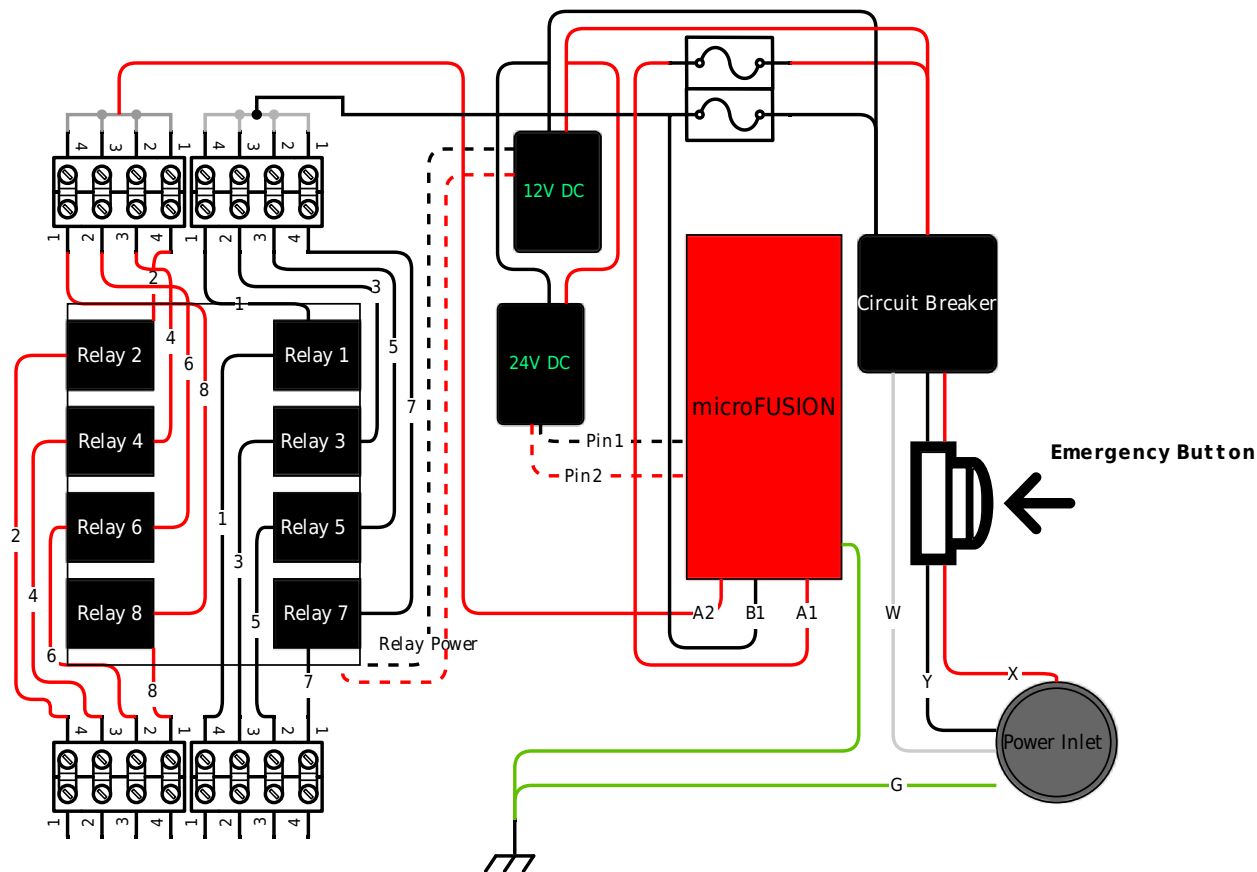 4 3 2 1 4 3 2 1
12V DC
1 2 3 4 1 2 3 4
2
1
3
Circuit Breaker
4
5
6
Relay 2
Relay 1
24V DC
8
7
microFUSION
Relay 4
Relay 3
Pin1
Emergency Button
Pin2
1
2
Relay 6
Relay 5
3
4
Relay 8
Relay 7
A2
B1
A1
W
5
Relay Power
6
7
X
Y
8
4 3 2 1 4 3 2 1
Power Inlet
G
1 2 3 4 1 2 3 4